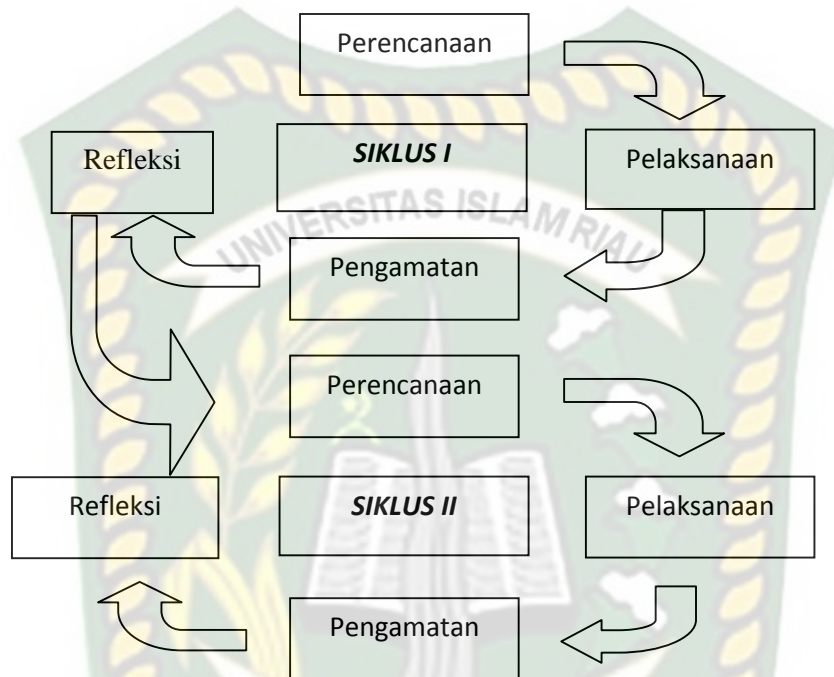 Perencanaan
Refleksi
SIKLUS I
Pelaksanaan
UNIVERSITAS ISLAM RIAU
Pengamatan
Perencanaan
Refleksi
SIKLUS II
Pelaksanaan
Pengamatan